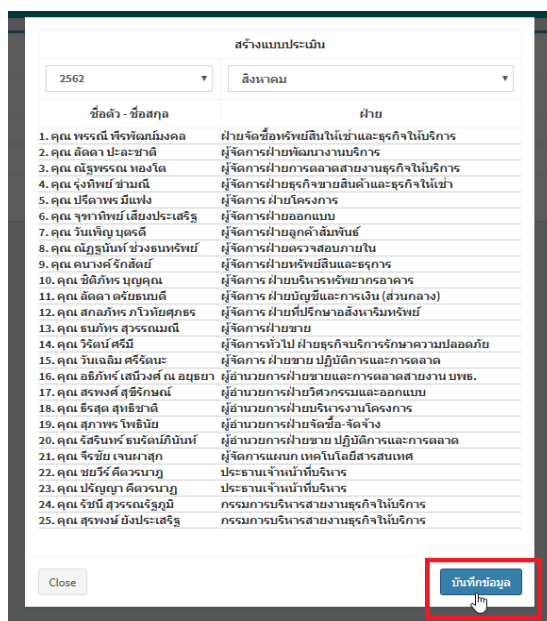 สร้างแบบประเมิน
2562 สิงหาคม
ชื่อตัว - ชื่อสกุล ฝ่าย
1. คุณ พรรณี พีรพัฒน์มงคล ฝ่ายจัดซื้อทรัพย์สินให้เช่าและธุรกิจให้บริการ
2. คุณ ลัดดา ปะละชาติ ผู้จัดการฝ่ายพัฒนางานบริการ
3. คุณ ณัฐพรรณ ทองโต ผู้จัดการฝ่ายการตลาดสายงานธุรกิจให้บริการ
4. คุณ รุ่งทิพย์ ขำมณี ผู้จัดการฝ่ายธุรกิจขายสินค้าและธุรกิจให้เช่า
5. คุณ ปรีดาพร มีแฟง ผู้จัดการ ฝ่ายโครงการ
6. คุณ จุฑาทิพย์ เสียงประเสริฐ ผู้จัดการฝ่ายออกแบบ
7. คุณ วันเพ็ญ บุตรดี ผู้จัดการฝ่ายลูกค้าสัมพันธ์
8. คุณ ณัฏฐนันท์ ช่วงธนทรัพย์ ผู้จัดการฝ่ายตรวจสอบภายใน
9. คุณ คนางค์ รักสัตย์ ผู้จัดการฝ่ายทรัพย์สินและธุรการ
10. คุณ ชิติภัทร บุญคุณ ผู้จัดการ ฝ่ายบริหารทรัพยากรอาคาร
11. คุณ ลัดดา ตรัยธนบดี ผู้จัดการ ฝ่ายบัญชีและการเงิน (ส่วนกลาง)
12. คุณ สกลภัทร ภโวทัยศุภธร ผู้จัดการ ฝ่ายที่ปรึกษาอสังหาริมทรัพย์
13. คุณ ธนภัทร สุวรรณมณี ผู้จัดการฝ่ายขาย
14. คุณ วิรัตน์ ศรีมี ผู้จัดการทั่วไป ฝ่ายธุรกิจบริการรักษาความปลอดภัย
15. คุณ วันเฉลิม ศรีรัตนะ ผู้จัดการ ฝ่ายขาย ปฏิบัติการและการตลาด
16. คุณ อธิภัทร์ เสนีวงศ์ ณ อยุธยา ผู้อำนวยการฝ่ายขายและการตลาดสายงาน บพธ.
17. คุณ สรพงศ์ สุขีรักษณ์ ผู้อำนวยการฝ่ายวิศวกรรมและออกแบบ
18. คุณ ธีรสุต สุทธิชาติ ผู้อำนวยการฝ่ายบริหารงานโครงการ
19. คุณ สุภาพร โพธินัย ผู้อำนวยการฝ่ายจัดซื้อ-จัดจ้าง
20. คุณ รัสรินทร์ ธนรัตน์ภินันท์ ผู้อำนวยการฝ่ายขาย ปฏิบัติการและการตลาด
21. คุณ จีรชัย เจนผาสุก ผู้จัดการแผนก เทคโนโลยีสารสนเทศ
22. คุณ ชยวีร์ คีตวรนาฏ ประธานเจ้าหน้าที่บริหาร
23. คุณ ปรัญญา คีตวรนาฏ ประธานเจ้าหน้าที่บริหาร
24. คุณ รัชนี สุวรรณรัฐภูมิ กรรมการบริหารสายงานธุรกิจให้บริการ
25. คุณ สุรพงษ์ ยังประเสริฐ กรรมการบริหารสายงานธุรกิจให้บริการ
Close บันทึกข้อมูล